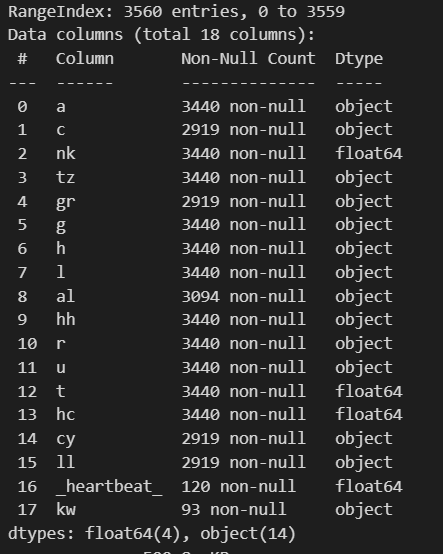 RangeIndex: 3560 entries, 0 to 3559
Data columns (total 18 columns):
 #   Column       Non-Null Count  Dtype
---  ------       --------------  -----
 0   a            3440 non-null   object
 1   c            2919 non-null   object
 2   nk           3440 non-null   float64
 3   tz           3440 non-null   object
 4   gr           2919 non-null   object
 5   g            3440 non-null   object
 6   h            3440 non-null   object
 7   l            3440 non-null   object
 8   al           3094 non-null   object
 9   hh           3440 non-null   object
 10  r            3440 non-null   object
 11  u            3440 non-null   object
 12  t            3440 non-null   float64
 13  hc           3440 non-null   float64
 14  cy           2919 non-null   object
 15  ll           2919 non-null   object
 16  _heartbeat_  120 non-null    float64
 17  kw           93 non-null     object
dtypes: float64(4), object(14)